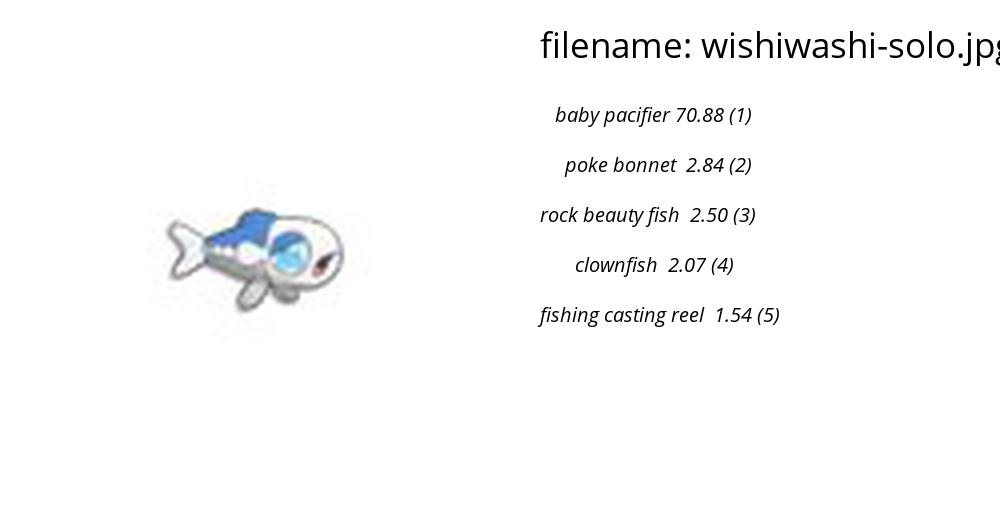 filename: wishiwashi-solo.jpg
baby pacifier 70.88 (1)
poke bonnet 2.84 (2)
rock beauty fish 2.50 (3)
clownfish 2.07 (4)
fishing casting reel 1.54 (5)